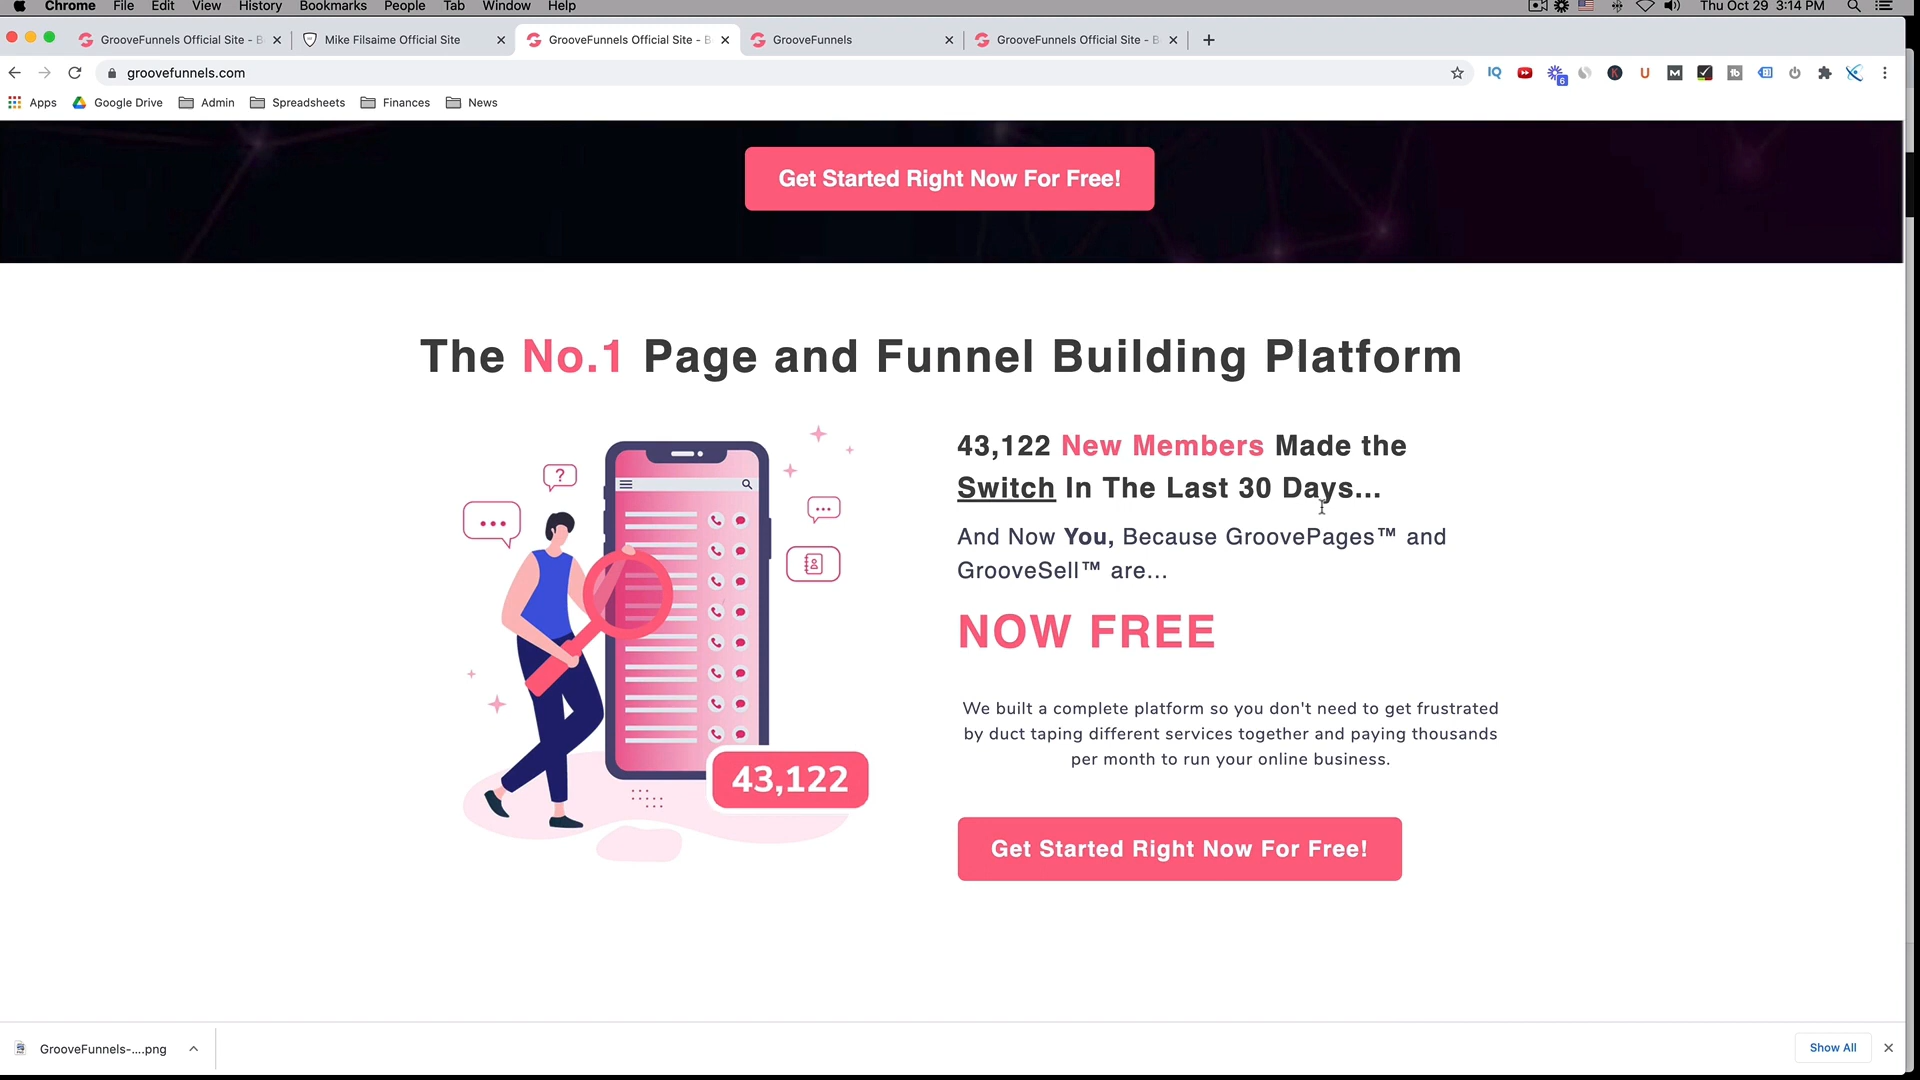 Chrome File Edit View History Bookmarks People Tab Window Help Thu Oct 29 3:14 PM
GrooveFunnels Official Site - B Mike Filsaime Official Site GrooveFunnels Official Site - B GrooveFunnels GrooveFunnels Official Site - B
groovefunnels.com
Apps Google Drive Admin Spreadsheets Finances News
Get Started Right Now For Free!
The No.1 Page and Funnel Building Platform
43,122 New Members Made the
Switch In The Last 30 Days...
And Now You, Because GroovePages™ and
GrooveSell™ are...
NOW FREE
We built a complete platform so you don't need to get frustrated
by duct taping different services together and paying thousands
per month to run your online business.
43,122
Get Started Right Now For Free!
GrooveFunnels-....png Show All